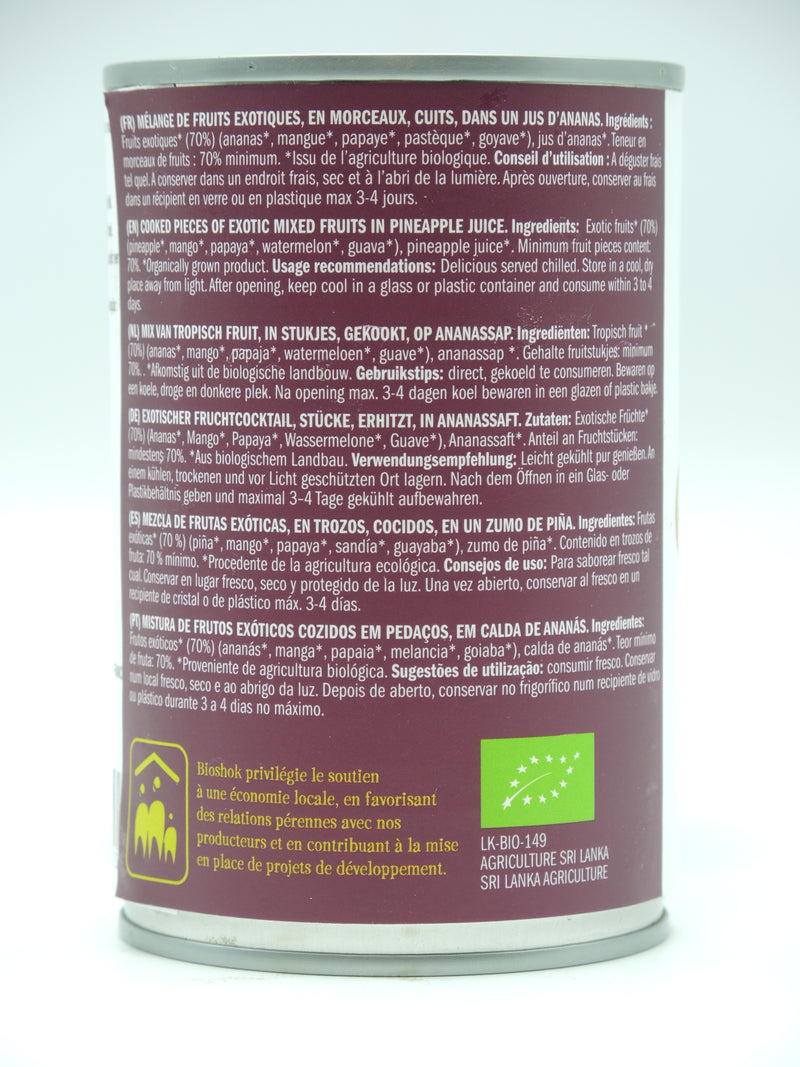 (FR) MÉLANGE DE FRUITS EXOTIQUES, EN MORCEAUX, CUITS, DANS UN JUS D'ANANAS. Ingrédients :
Fruits exotiques* (70%) (ananas*, mangue*, papaye*, pastèque*, goyave*), jus d'ananas*. Teneur en
morceaux de fruits : 70% minimum. *Issu de l'agriculture biologique. Conseil d'utilisation : A déguster frais
tel quel. A conserver dans un endroit frais, sec et à l'abri de la lumière. Après ouverture, conserver au frais
dans un récipient en verre ou en plastique max 3-4 jours.
(EN) COOKED PIECES OF EXOTIC MIXED FRUITS IN PINEAPPLE JUICE. Ingredients: Exotic fruits* (70%)
(pineapple*, mango*, papaya*, watermelon*, guava*), pineapple juice*. Minimum fruit pieces content:
70%. *Organically grown product. Usage recommendations: Delicious served chilled. Store in a cool, dry
place away from light. After opening, keep cool in a glass or plastic container and consume within 3 to 4
days.
(NL) MIX VAN TROPISCH FRUIT, IN STUKJES, GEKOOKT, OP ANANASSAP. Ingrediënten: Tropisch fruit *
(70%) (ananas*, mango*, papaja*, watermeloen*, guave*), ananassap *. Gehalte fruitstukjes: minimum
70%. . *Afkomstig uit de biologische landbouw. Gebruikstips: direct, gekoeld te consumeren. Bewaren op
een koele, droge en donkere plek. Na opening max. 3-4 dagen koel bewaren in een glazen of plastic bakje.
(DE) EXOTISCHER FRUCHTCOCKTAIL, STÜCKE, ERHITZT, IN ANANASSAFT. Zutaten: Exotische Früchte*
(70%) (Ananas*, Mango*, Papaya*, Wassermelone*, Guave*), Ananassaft*. Anteil an Fruchtstücken:
mindestens 70%. *Aus biologischem Landbau. Verwendungsempfehlung: Leicht gekühlt pur genießen. An
einem kühlen, trockenen und vor Licht geschützten Ort lagern. Nach dem Öffnen in ein Glas- oder
Plastikbehältnis geben und maximal 3–4 Tage gekühlt aufbewahren.
(ES) MEZCLA DE FRUTAS EXÓTICAS, EN TROZOS, COCIDOS, EN UN ZUMO DE PIÑA. Ingredientes: Frutas
exóticas* (70 %) (piña*, mango*, papaya*, sandía*, guayaba*), zumo de piña*. Contenido en trozos de
fruta: 70 % mínimo. *Procedente de la agricultura ecológica. Consejos de uso: Para saborear fresco tal
cual. Conservar en lugar fresco, seco y protegido de la luz. Una vez abierto, conservar al fresco en un
recipiente de cristal o de plástico máx. 3-4 días.
(PT) MISTURA DE FRUTOS EXÓTICOS COZIDOS EM PEDAÇOS, EM CALDA DE ANANÁS. Ingredientes:
Frutos exóticos* (70%) (ananás*, manga*, papaia*, melancia*, goiaba*), calda de ananás*. Teor mínimo
de fruta: 70%. *Proveniente de agricultura biológica. Sugestões de utilização: consumir fresco. Conservar
num local fresco, seco e ao abrigo da luz. Depois de aberto, conservar no frigorífico num recipiente de vidro
ou plástico durante 3 a 4 dias no máximo.
Bioshok privilégie le soutien
à une économie locale, en favorisant
des relations pérennes avec nos
producteurs et en contribuant à la mise
en place de projets de développement.
LK-BIO-149
AGRICULTURE SRI LANKA
SRI LANKA AGRICULTURE